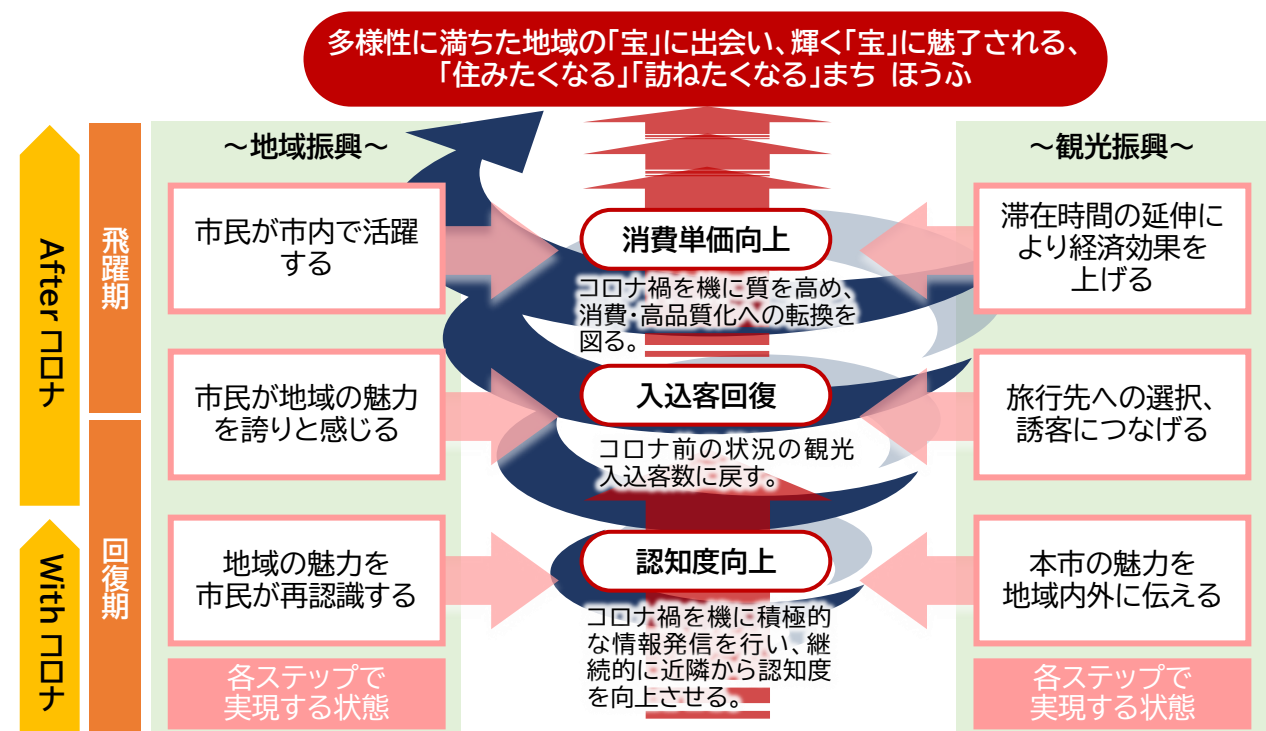 多様性に満ちた地域の「宝」に出会い、輝く「宝」に魅了される、
「住みたくなる」「訪ねたくなる」まち ほうふ
After コロナ
With コロナ
飛躍期
回復期
～地域振興～
市民が市内で活躍
する
市民が地域の魅力
を誇りと感じる
地域の魅力を
市民が再認識する
各ステップで
実現する状態
消費単価向上
コロナ禍を機に質を高め、
消費・高品質化への転換を
図る。
入込客回復
コロナ前の状況の観光
入込客数に戻す。
認知度向上
コロナ禍を機に積極的
な情報発信を行い、継
続的に近隣から認知度
を向上させる。
～観光振興～
滞在時間の延伸に
より経済効果を
上げる
旅行先への選択、
誘客につなげる
本市の魅力を
地域内外に伝える
各ステップで
実現する状態